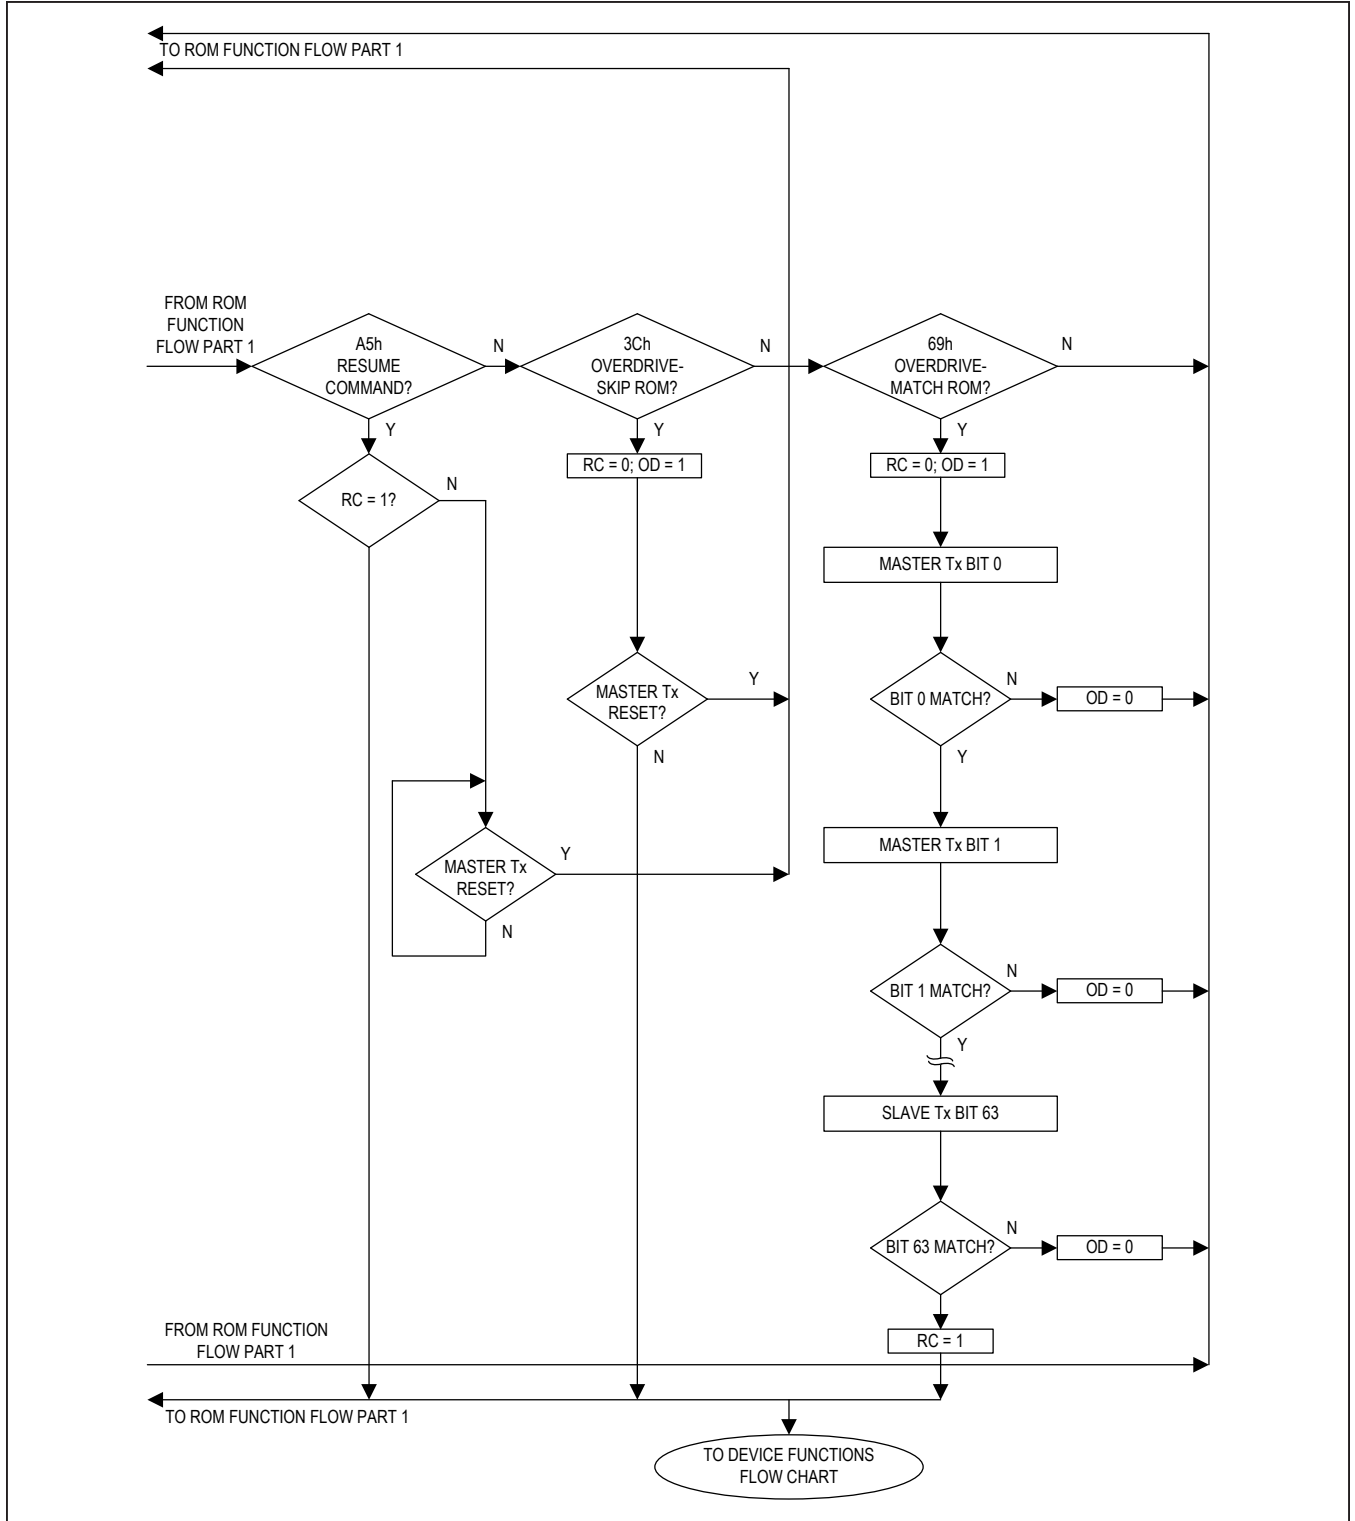 TO ROM FUNCTION FLOW PART 1
FROM ROM
FUNCTION
FLOW PART 1
A5h
RESUME
COMMAND?
N
3Ch
OVERDRIVE-
SKIP ROM?
N
69h
OVERDRIVE-
MATCH ROM?
N
Y
Y
Y
RC = 1?
N
RC = 0; OD = 1
RC = 0; OD = 1
MASTER Tx BIT 0
MASTER Tx
RESET?
Y
N
BIT 0 MATCH?
N
OD = 0
Y
MASTER Tx BIT 1
MASTER Tx
RESET?
Y
N
BIT 1 MATCH?
N
OD = 0
Y
SLAVE Tx BIT 63
BIT 63 MATCH?
N
OD = 0
RC = 1
FROM ROM FUNCTION
FLOW PART 1
TO ROM FUNCTION FLOW PART 1
TO DEVICE FUNCTIONS
FLOW CHART